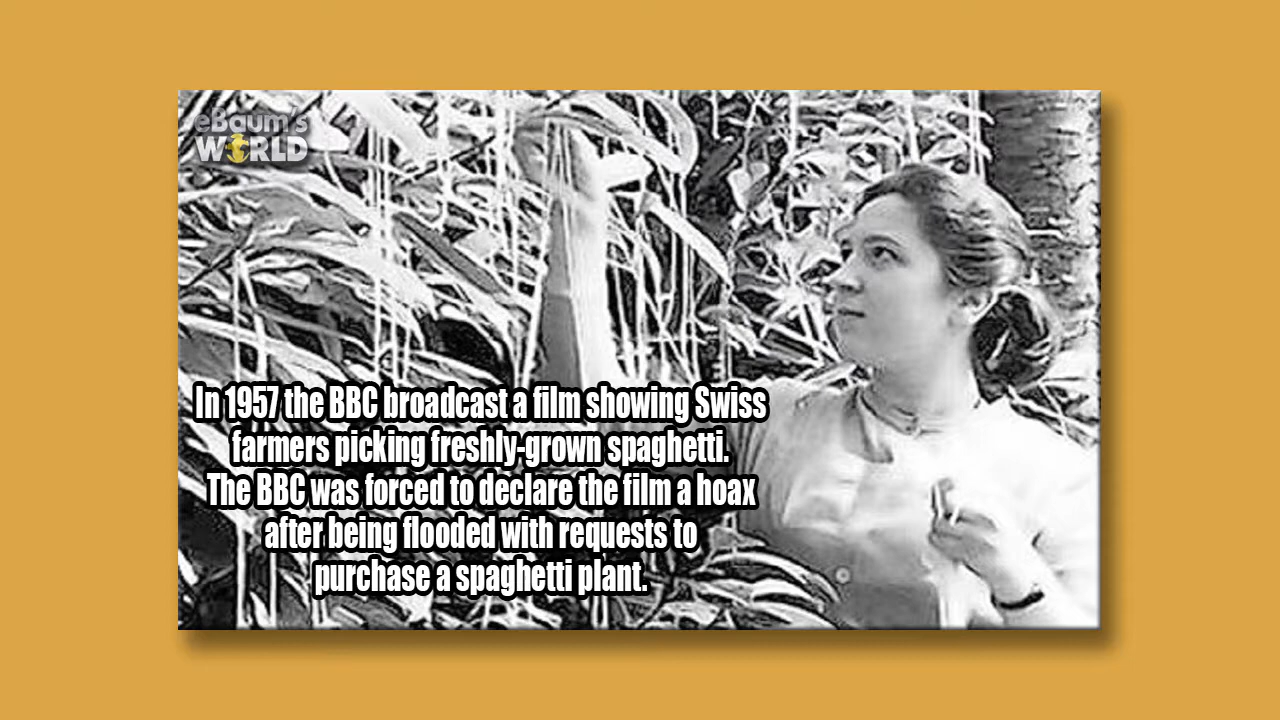 eBaum's
WORLD
In 1957 the BBC broadcast a film showing Swiss
farmers picking freshly-grown spaghetti.
The BBC was forced to declare the film a hoax
after being flooded with requests to
purchase a spaghetti plant.